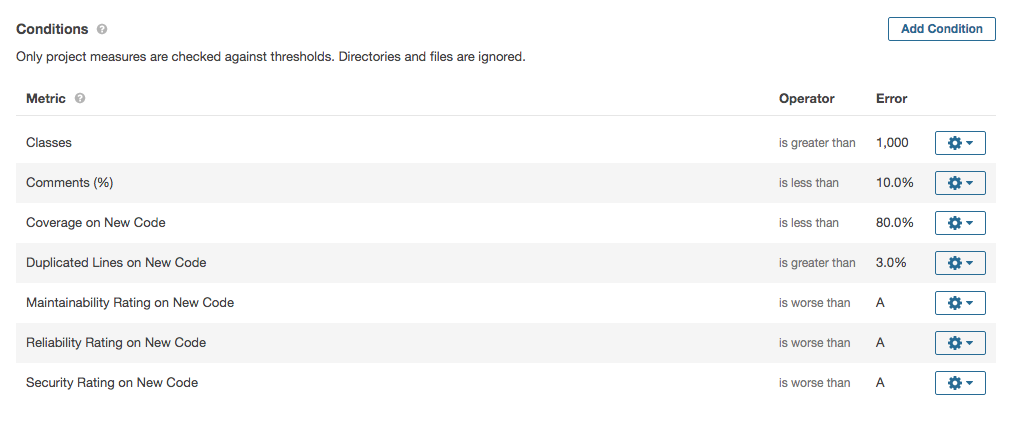 Conditions ?
Add Condition
Only project measures are checked against thresholds. Directories and files are ignored.
Metric ? Operator Error
Classes is greater than 1,000
Comments (%) is less than 10.0%
Coverage on New Code is less than 80.0%
Duplicated Lines on New Code is greater than 3.0%
Maintainability Rating on New Code is worse than A
Reliability Rating on New Code is worse than A
Security Rating on New Code is worse than A